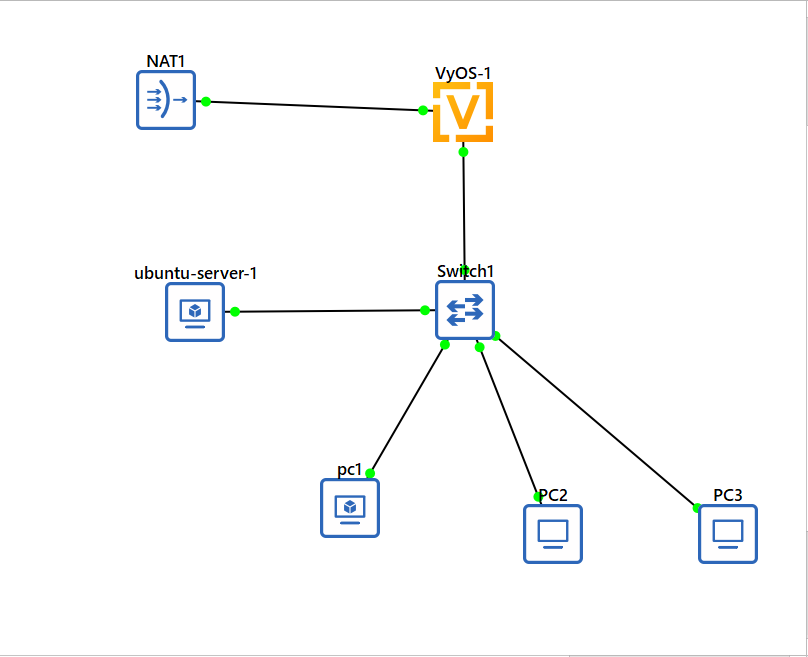 NAT1
VyOS-1
ubuntu-server-1
Switch1
pc1
PC2
PC3